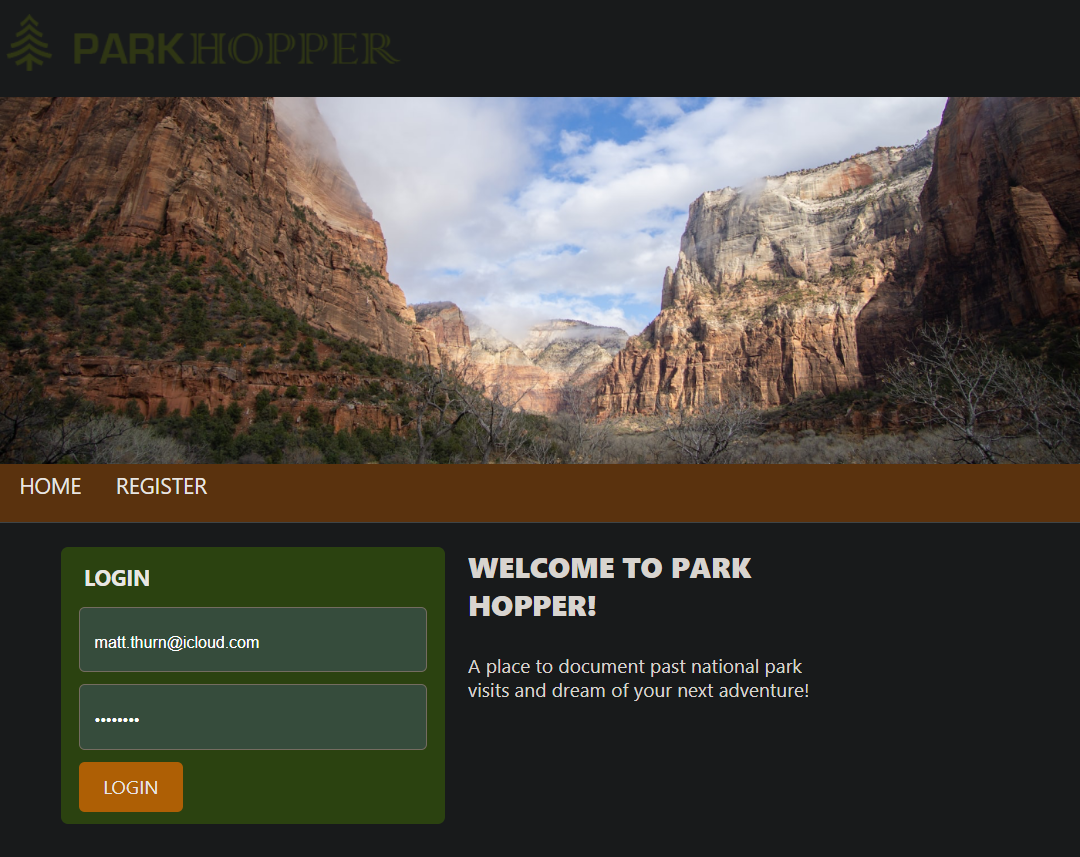 PARKHOPPER
HOME REGISTER
LOGIN
matt.thurn@icloud.com
••••••••
LOGIN
WELCOME TO PARK
HOPPER!
A place to document past national park
visits and dream of your next adventure!